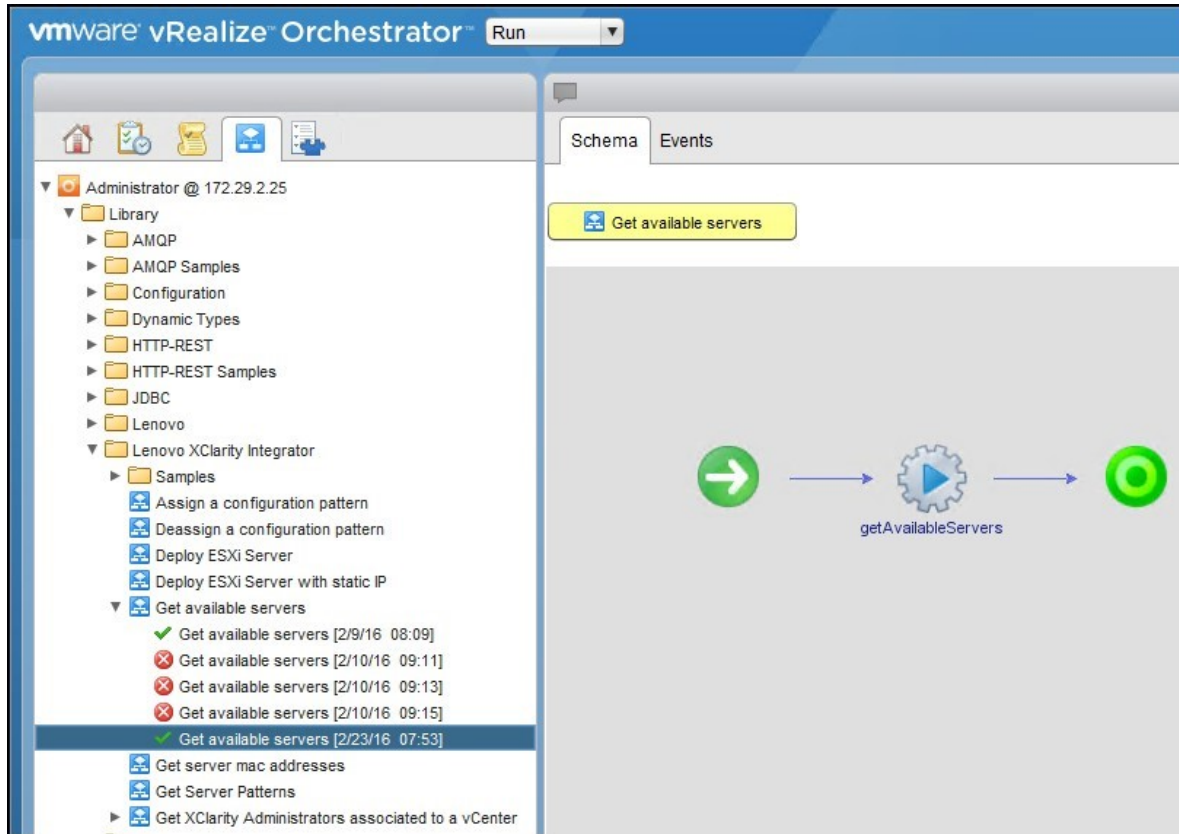 vmware® vRealize™ Orchestrator™ Run
Schema Events
Administrator @ 172.29.2.25
Library
AMQP
AMQP Samples
Configuration
Dynamic Types
HTTP-REST
HTTP-REST Samples
JDBC
Lenovo
Lenovo XClarity Integrator
Samples
Assign a configuration pattern
Deassign a configuration pattern
Deploy ESXi Server
Deploy ESXi Server with static IP
Get available servers
Get available servers [2/9/16 08:09]
Get available servers [2/10/16 09:11]
Get available servers [2/10/16 09:13]
Get available servers [2/10/16 09:15]
Get available servers [2/23/16 07:53]
Get server mac addresses
Get Server Patterns
Get XClarity Administrators associated to a vCenter
Get available servers
getAvailableServers